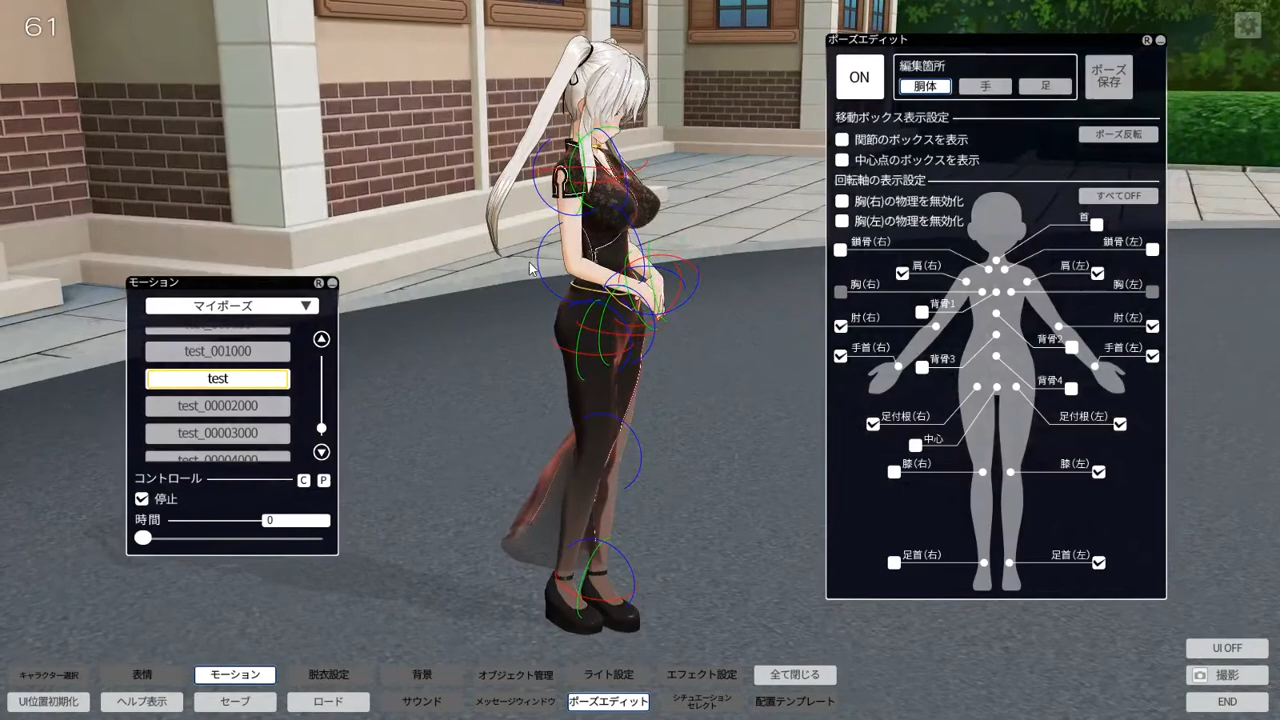 61
ポーズエディット
R
ON
編集箇所
胴体
手
足
ポーズ
保存
移動ボックス表示設定
ポーズ反転
関節のボックスを表示
中心点のボックスを表示
回転軸の表示設定
すべてOFF
胸(右)の物理を無効化
胸(左)の物理を無効化
首
鎖骨(右)
鎖骨(左)
肩(右)
肩(左)
胸(右)
胸(左)
背骨1
肘(右)
肘(左)
背骨2
手首(右)
手首(左)
背骨3
背骨4
足付根(右)
足付根(左)
中心
膝(右)
膝(左)
足首(右)
足首(左)
モーション
R
マイポーズ
test_001000
test
test_00002000
test_00003000
test_00004000
コントロール
C
P
停止
時間
0
キャラクター選択
表情
モーション
脱衣設定
背景
オブジェクト管理
ライト設定
エフェクト設定
全て閉じる
UI位置初期化
ヘルプ表示
セーブ
ロード
サウンド
メッセージウィンドウ
ポーズエディット
シチュエーション
セレクト
配置テンプレート
UI OFF
撮影
END